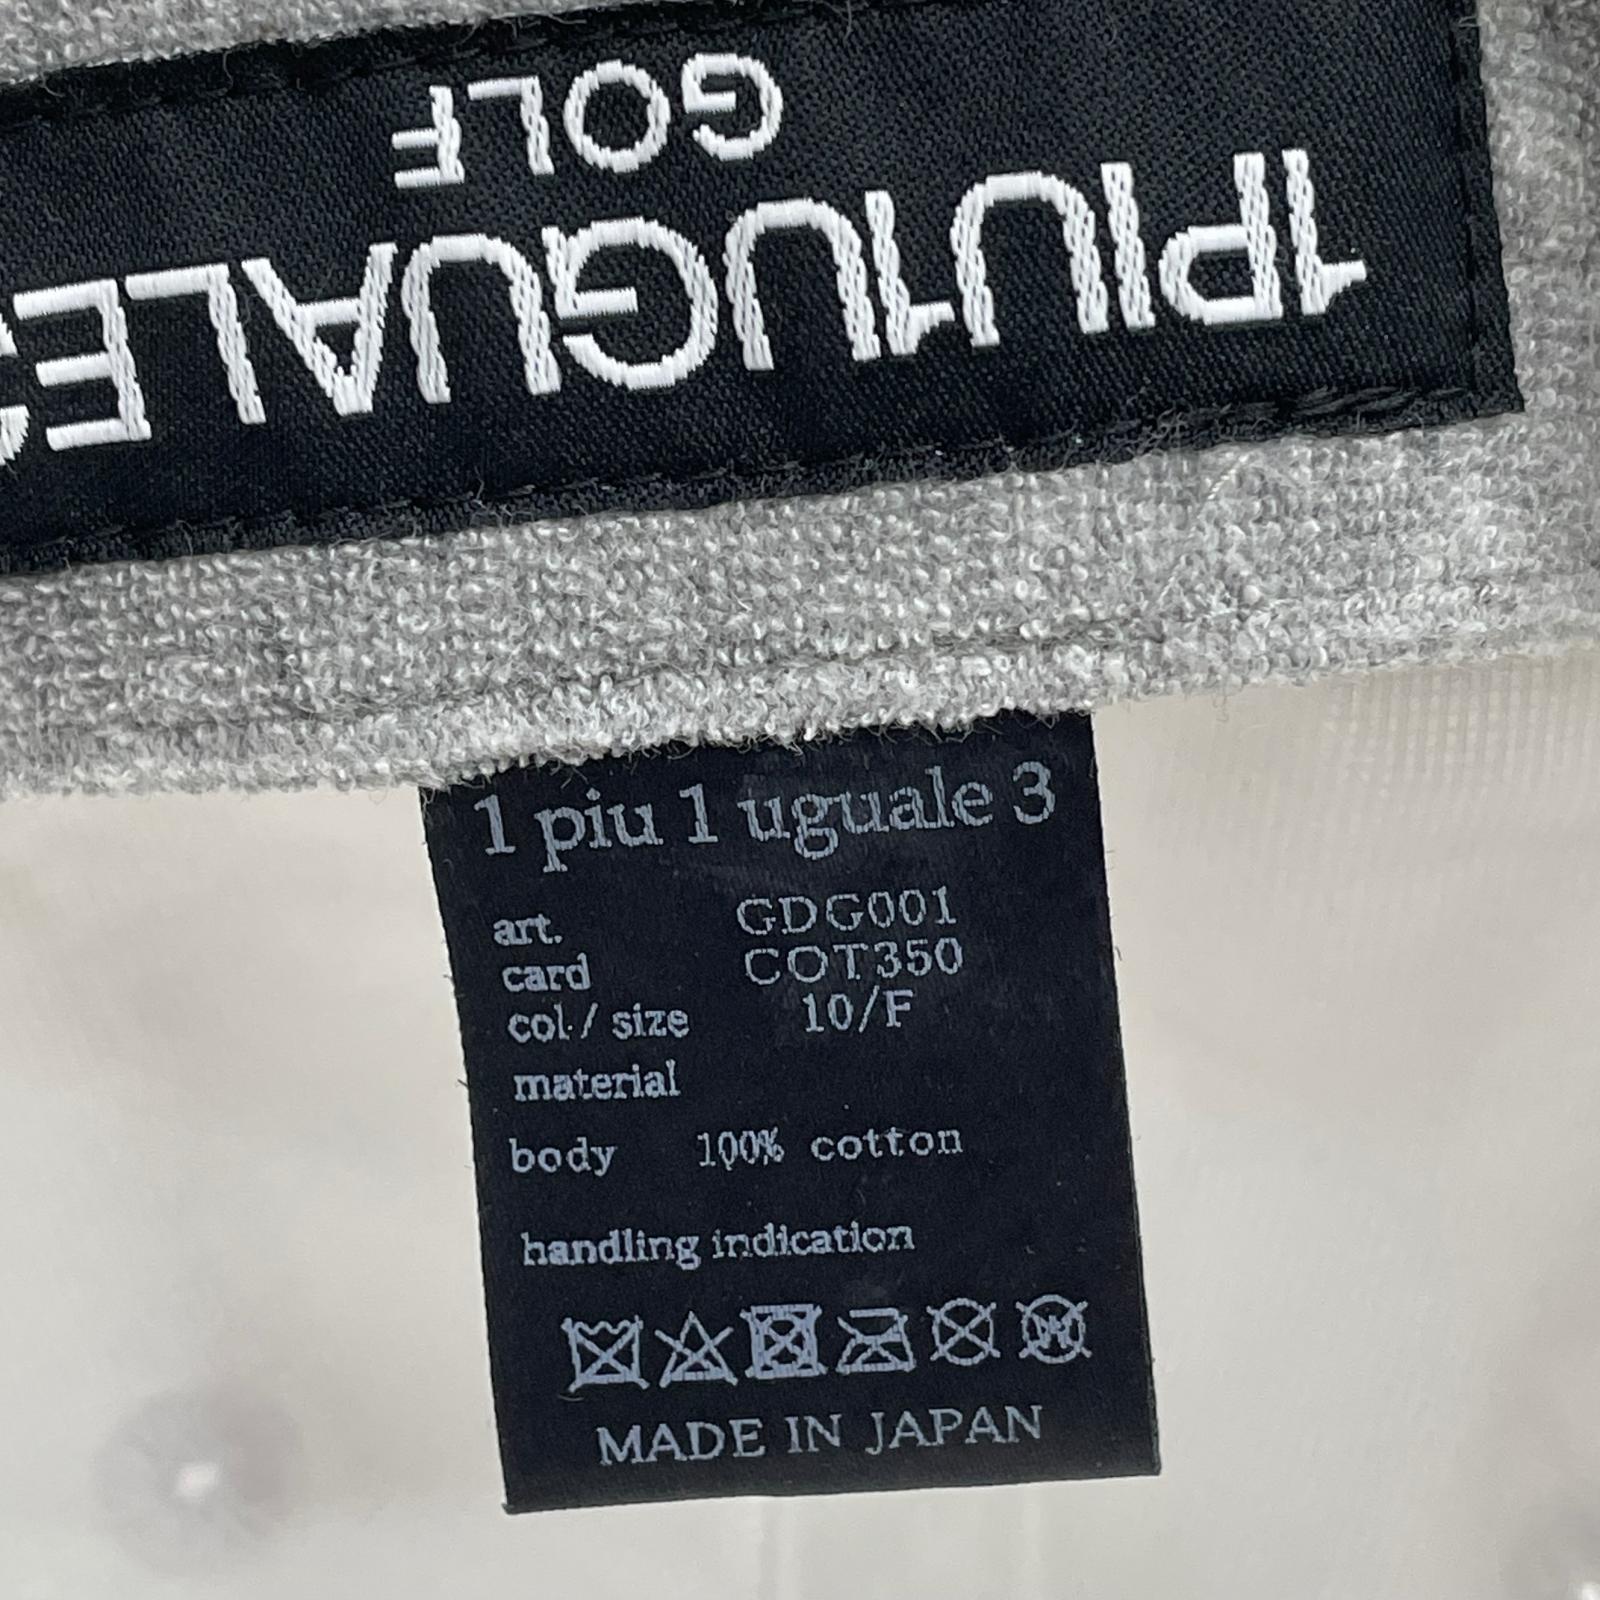 1PIU1UGUALE3
GOLF
1 piu 1 uguale 3
art. GDG001
card COT350
col./size 10/F
material
body 100% cotton
handling indication
W
MADE IN JAPAN